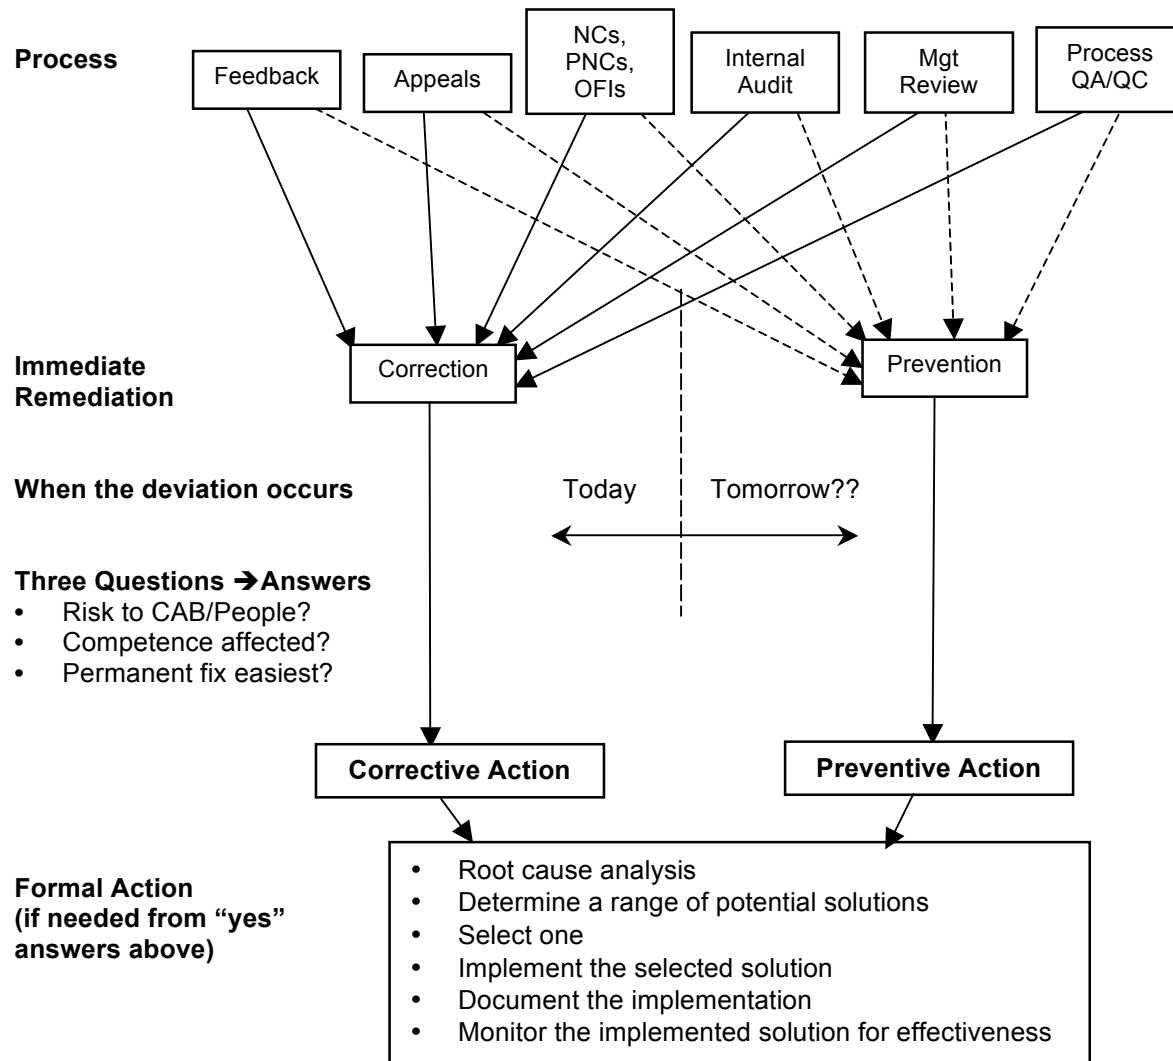 Process
Feedback
Appeals
NCs,
PNCs,
OFIs
Internal
Audit
Mgt
Review
Process
QA/QC
Immediate
Remediation
Correction
Prevention
When the deviation occurs
Today
Tomorrow??
Three Questions ➔Answers
• Risk to CAB/People?
• Competence affected?
• Permanent fix easiest?
Corrective Action
Preventive Action
Formal Action
(if needed from “yes”
answers above)
• Root cause analysis
• Determine a range of potential solutions
• Select one
• Implement the selected solution
• Document the implementation
• Monitor the implemented solution for effectiveness